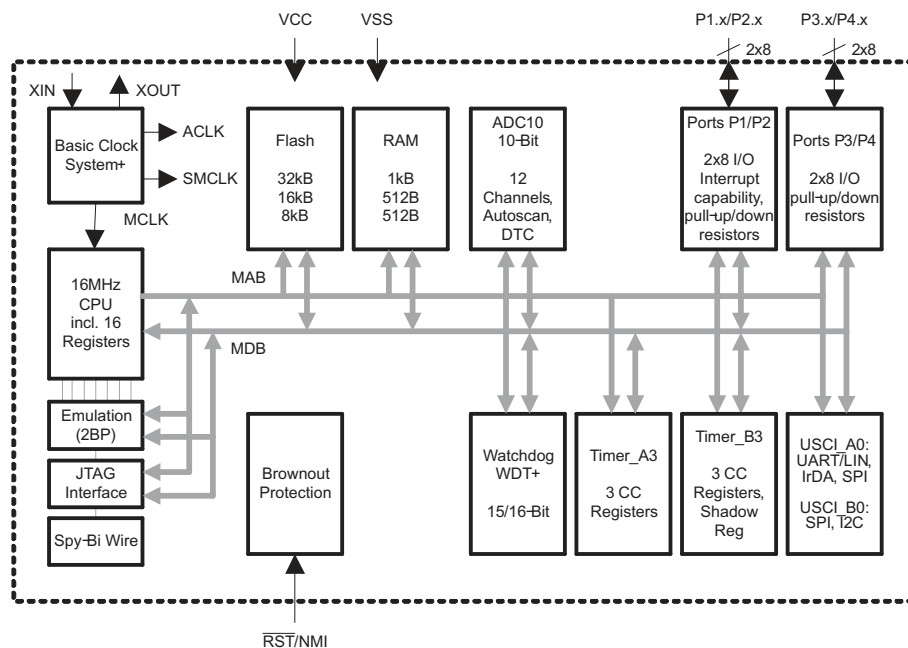 VCC
VSS
P1.x/P2.x
P3.x/P4.x
2x8
2x8
XIN
XOUT
Basic Clock
System+
ACLK
SMCLK
MCLK
Flash
32kB
16kB
8kB
RAM
1kB
512B
512B
ADC10
10-Bit
12
Channels,
Autoscan,
DTC
Ports P1/P2
2x8 I/O
Interrupt
capability,
pull-up/down
resistors
Ports P3/P4
2x8 I/O
pull-up/down
resistors
16MHz
CPU
incl. 16
Registers
MAB
MDB
Emulation
(2BP)
JTAG
Interface
Spy-Bi Wire
Brownout
Protection
Watchdog
WDT+
15/16-Bit
Timer_A3
3 CC
Registers
Timer_B3
3 CC
Registers,
Shadow
Reg
USCI_A0:
UART/LIN,
IrDA, SPI
USCI_B0:
SPI, I2C
RST/NMI